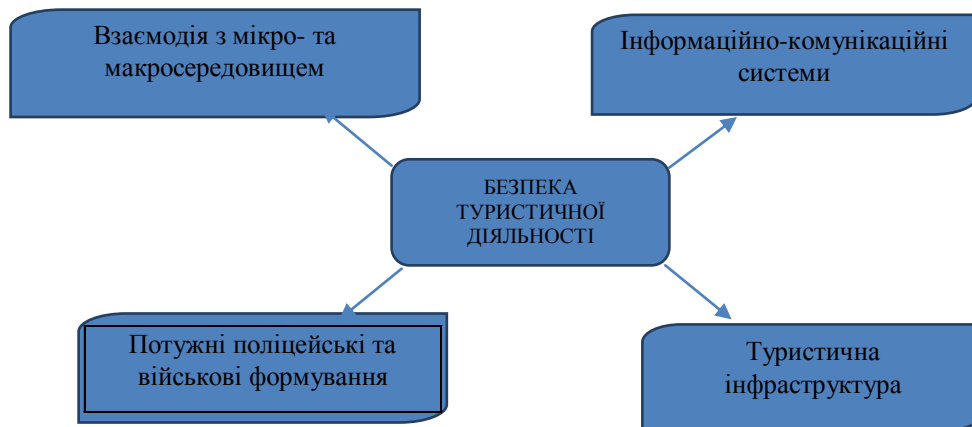 Взаємодія з мікро- та
макросередовищем
Інформаційно-комунікаційні
системи
БЕЗПЕКА
ТУРИСТИЧНОЇ
ДІЯЛЬНОСТІ
Потужні поліцейські та
військові формування
Туристична
інфраструктура